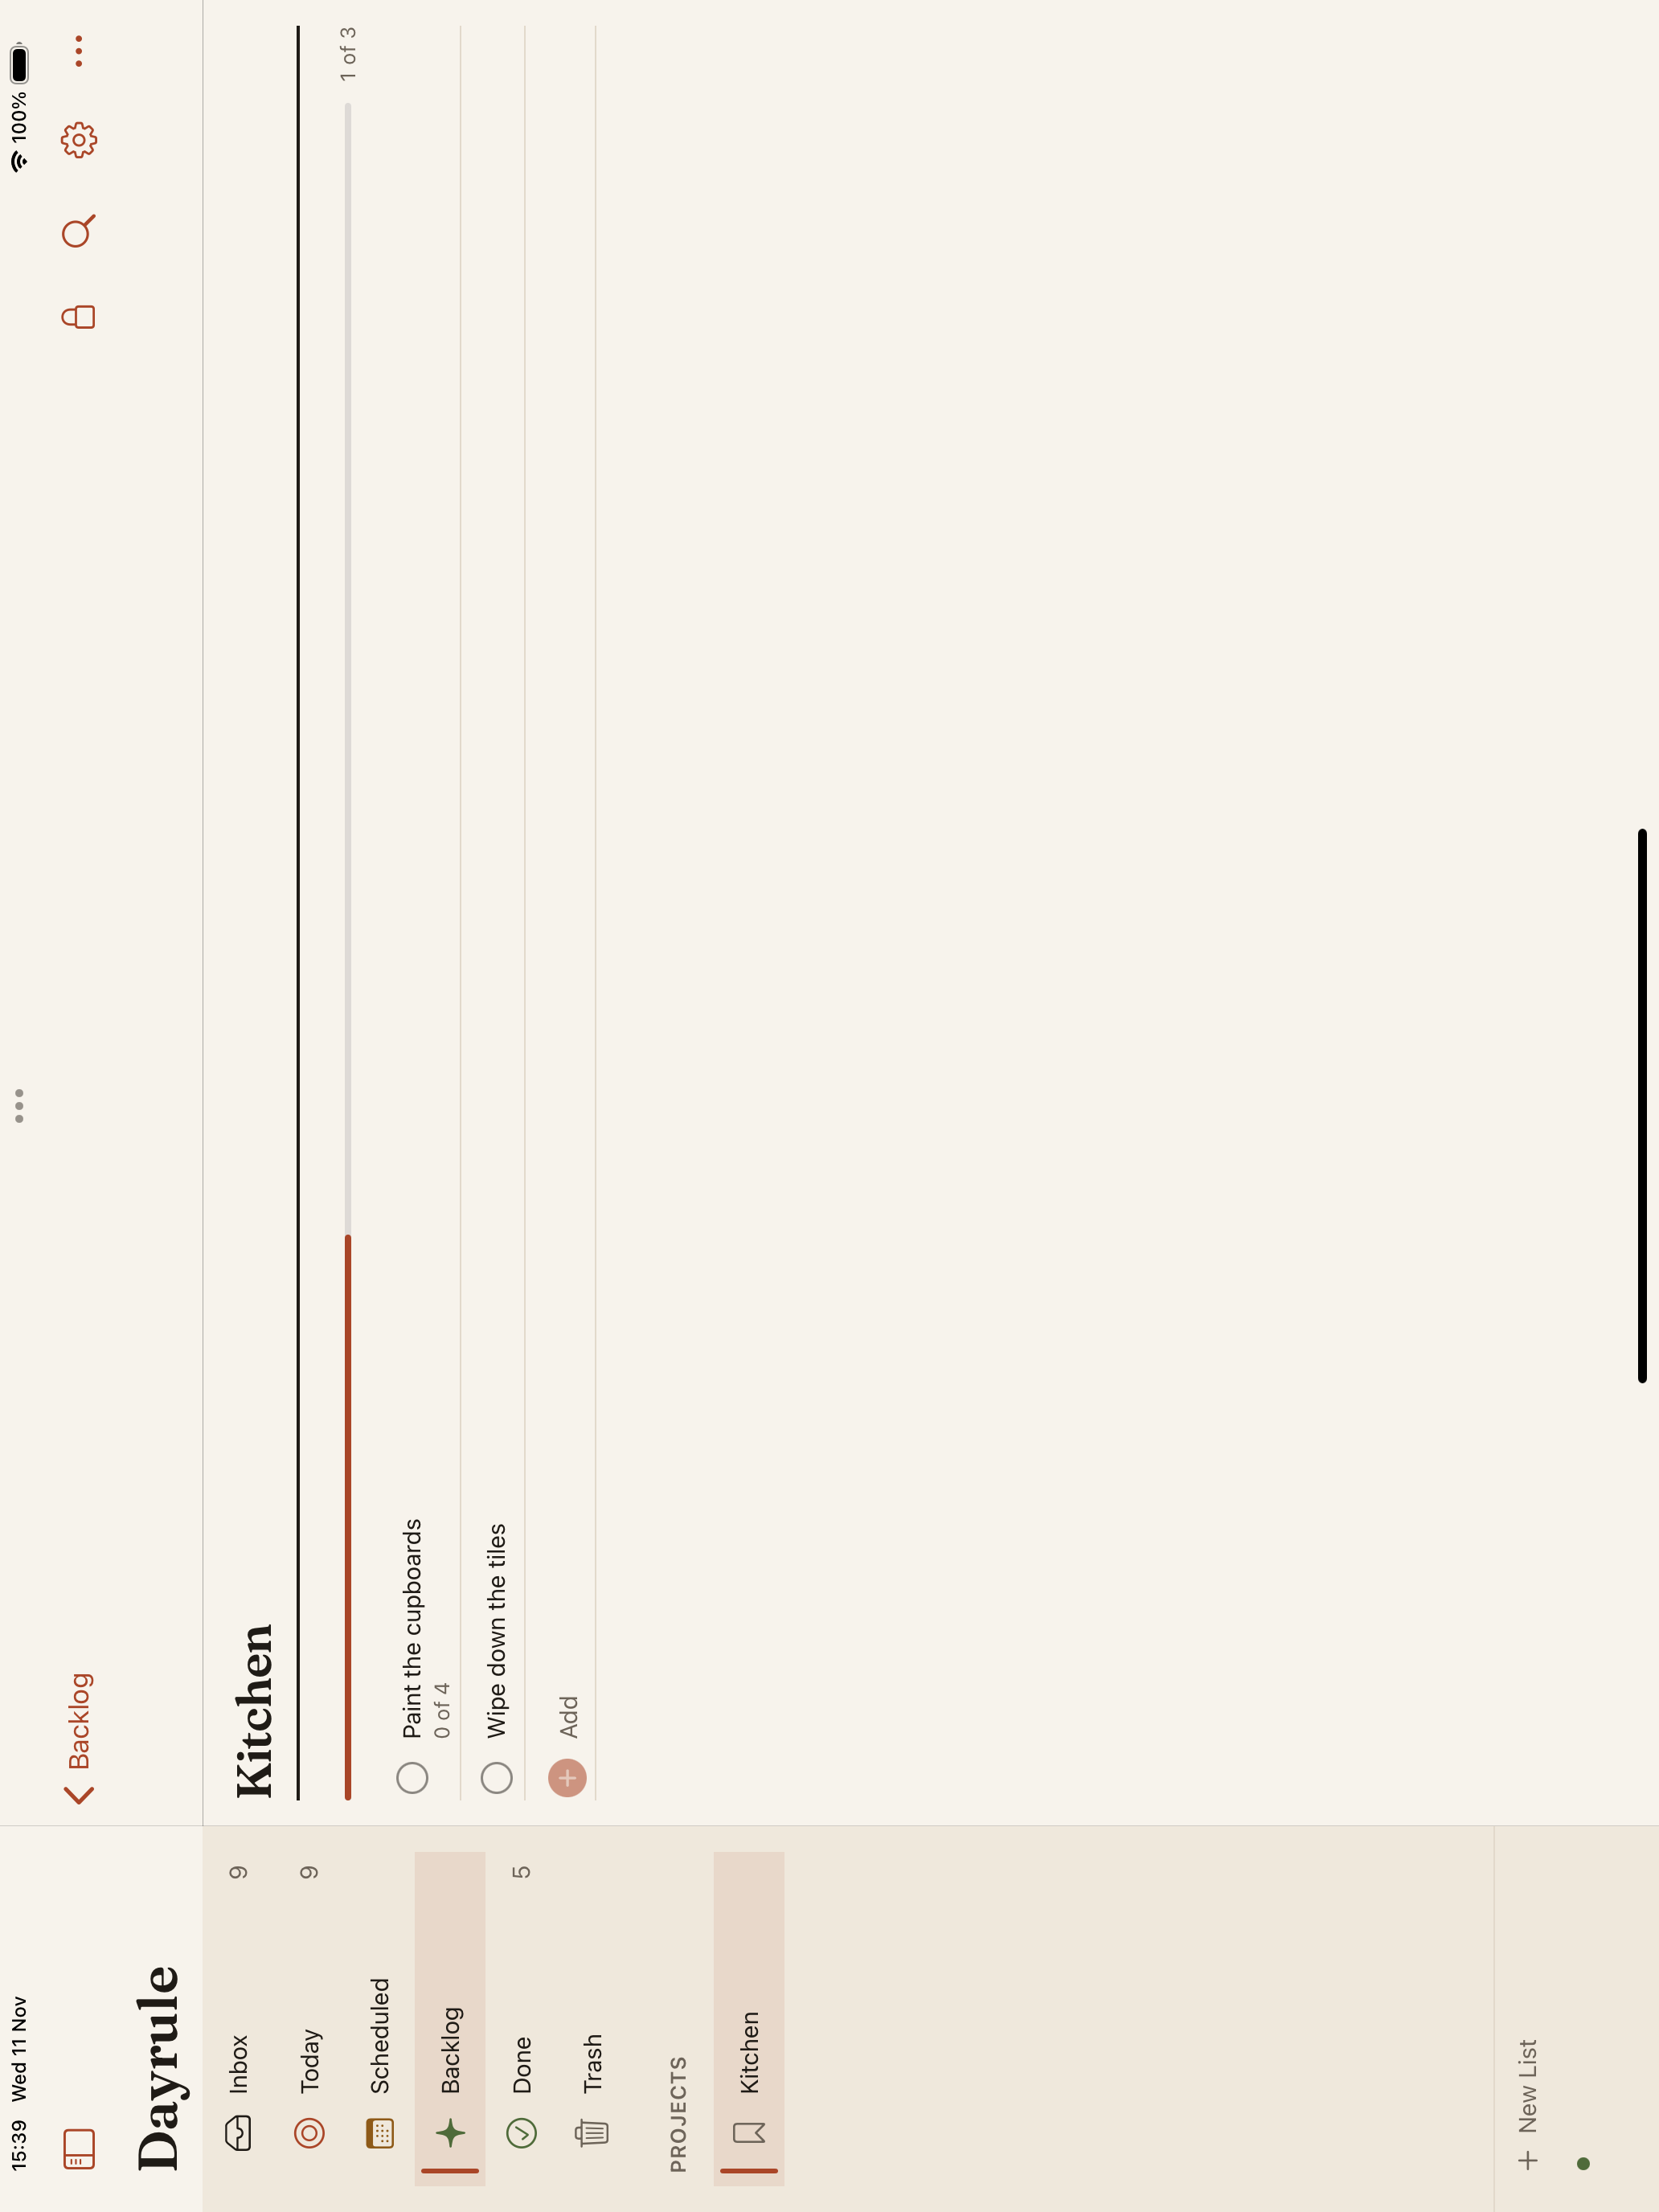 15:39 Wed 11 Nov
100%
Dayrule
Inbox 9
Today 9
Scheduled
Backlog
Done 5
Trash
PROJECTS
Kitchen
New List
Backlog
Kitchen
1 of 3
Paint the cupboards
0 of 4
Wipe down the tiles
Add